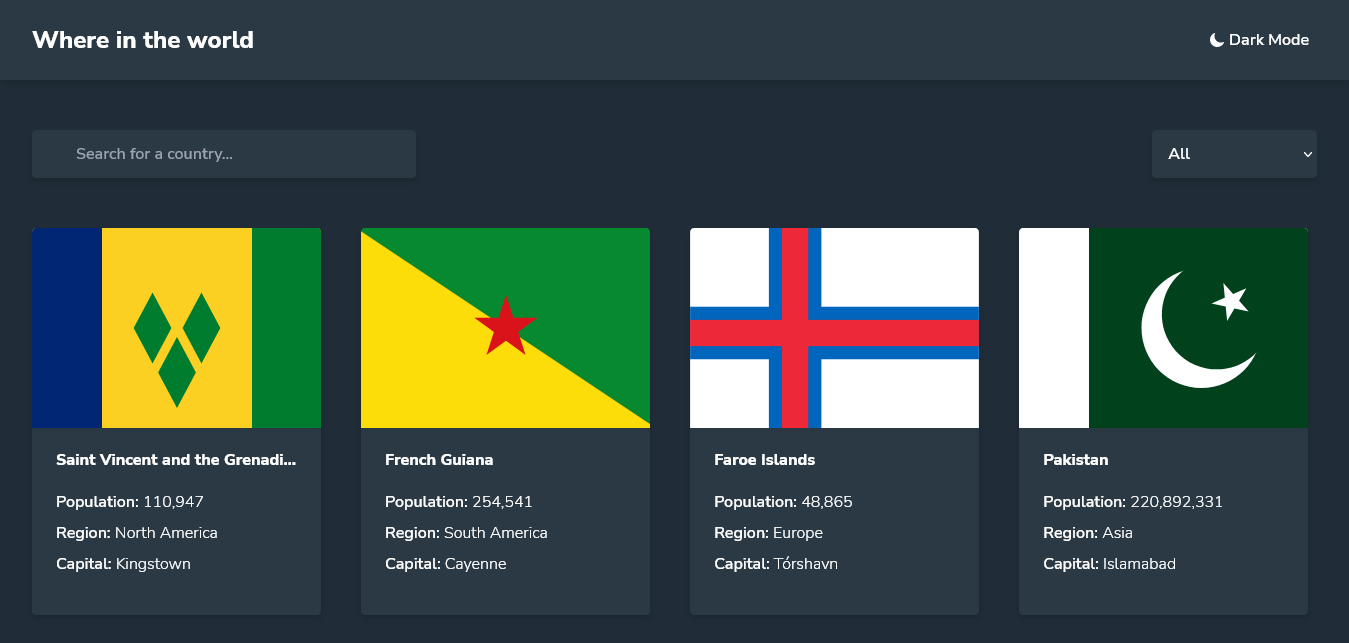 Where in the world
Dark Mode
Search for a country...
All
Saint Vincent and the Grenadi...
Population: 110,947
Region: North America
Capital: Kingstown
French Guiana
Population: 254,541
Region: South America
Capital: Cayenne
Faroe Islands
Population: 48,865
Region: Europe
Capital: Tórshavn
Pakistan
Population: 220,892,331
Region: Asia
Capital: Islamabad